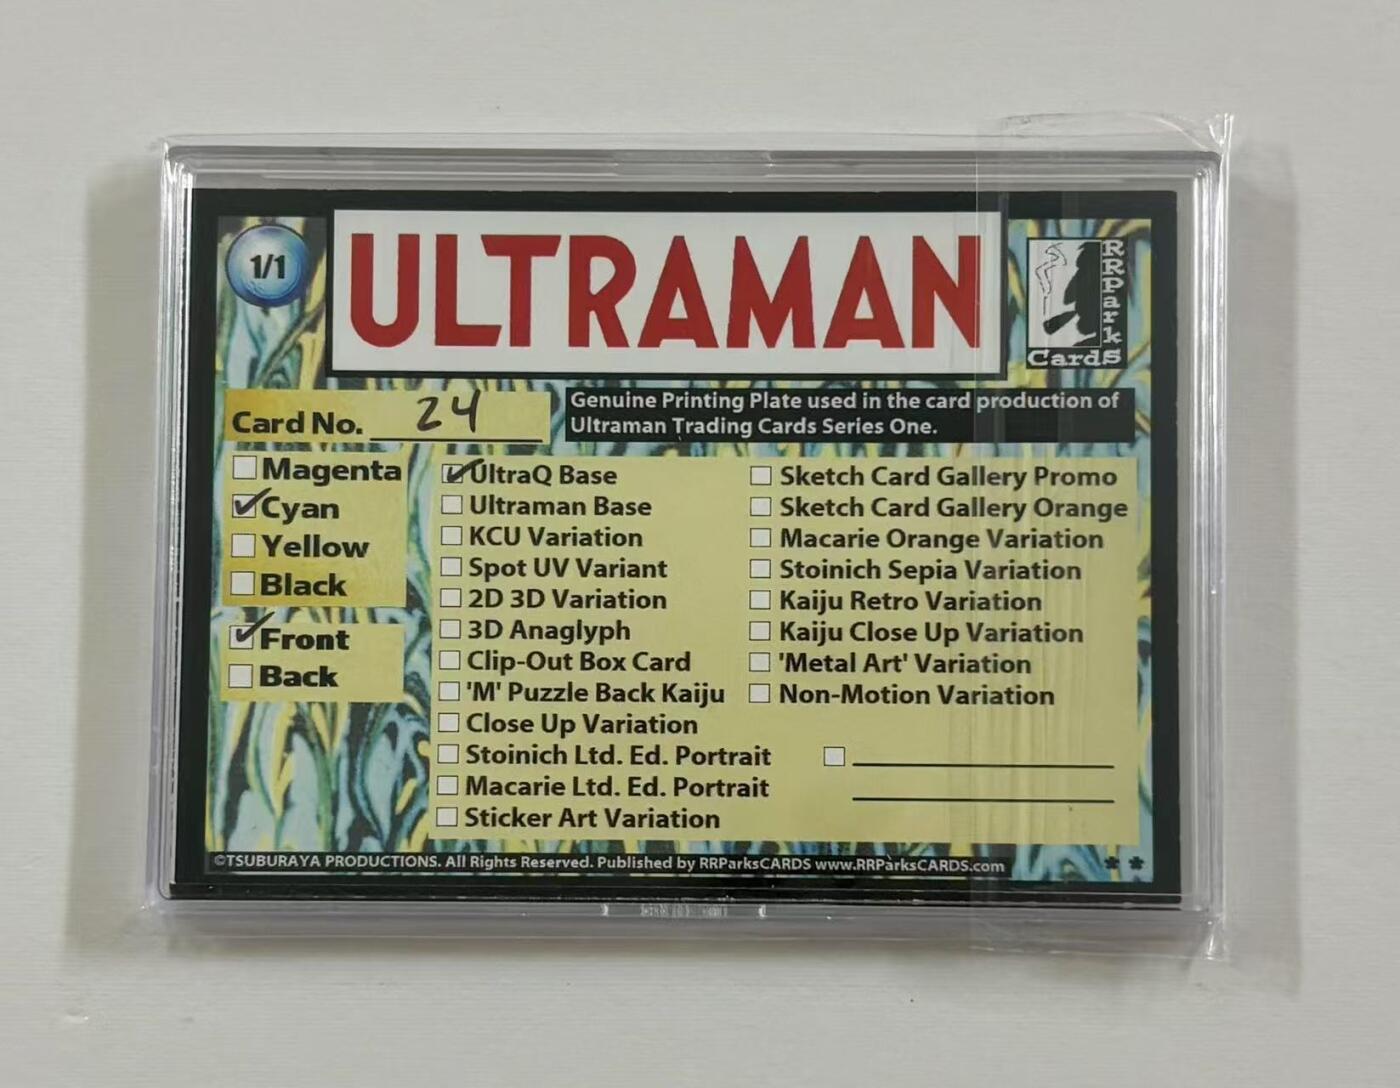 1/1
ULTRAMAN
RRParks
Cards
Card No. 24
Genuine Printing Plate used in the card production of
Ultraman Trading Cards Series One.
Magenta
Cyan
Yellow
Black
Front
Back
UltraQ Base
Ultraman Base
KCU Variation
Spot UV Variant
2D 3D Variation
3D Anaglyph
Clip-Out Box Card
'M' Puzzle Back Kaiju
Close Up Variation
Stoinich Ltd. Ed. Portrait
Macarie Ltd. Ed. Portrait
Sticker Art Variation
Sketch Card Gallery Promo
Sketch Card Gallery Orange
Macarie Orange Variation
Stoinich Sepia Variation
Kaiju Retro Variation
Kaiju Close Up Variation
'Metal Art' Variation
Non-Motion Variation
©TSUBURAYA PRODUCTIONS. All Rights Reserved. Published by RRParksCARDS www.RRParksCARDS.com
**